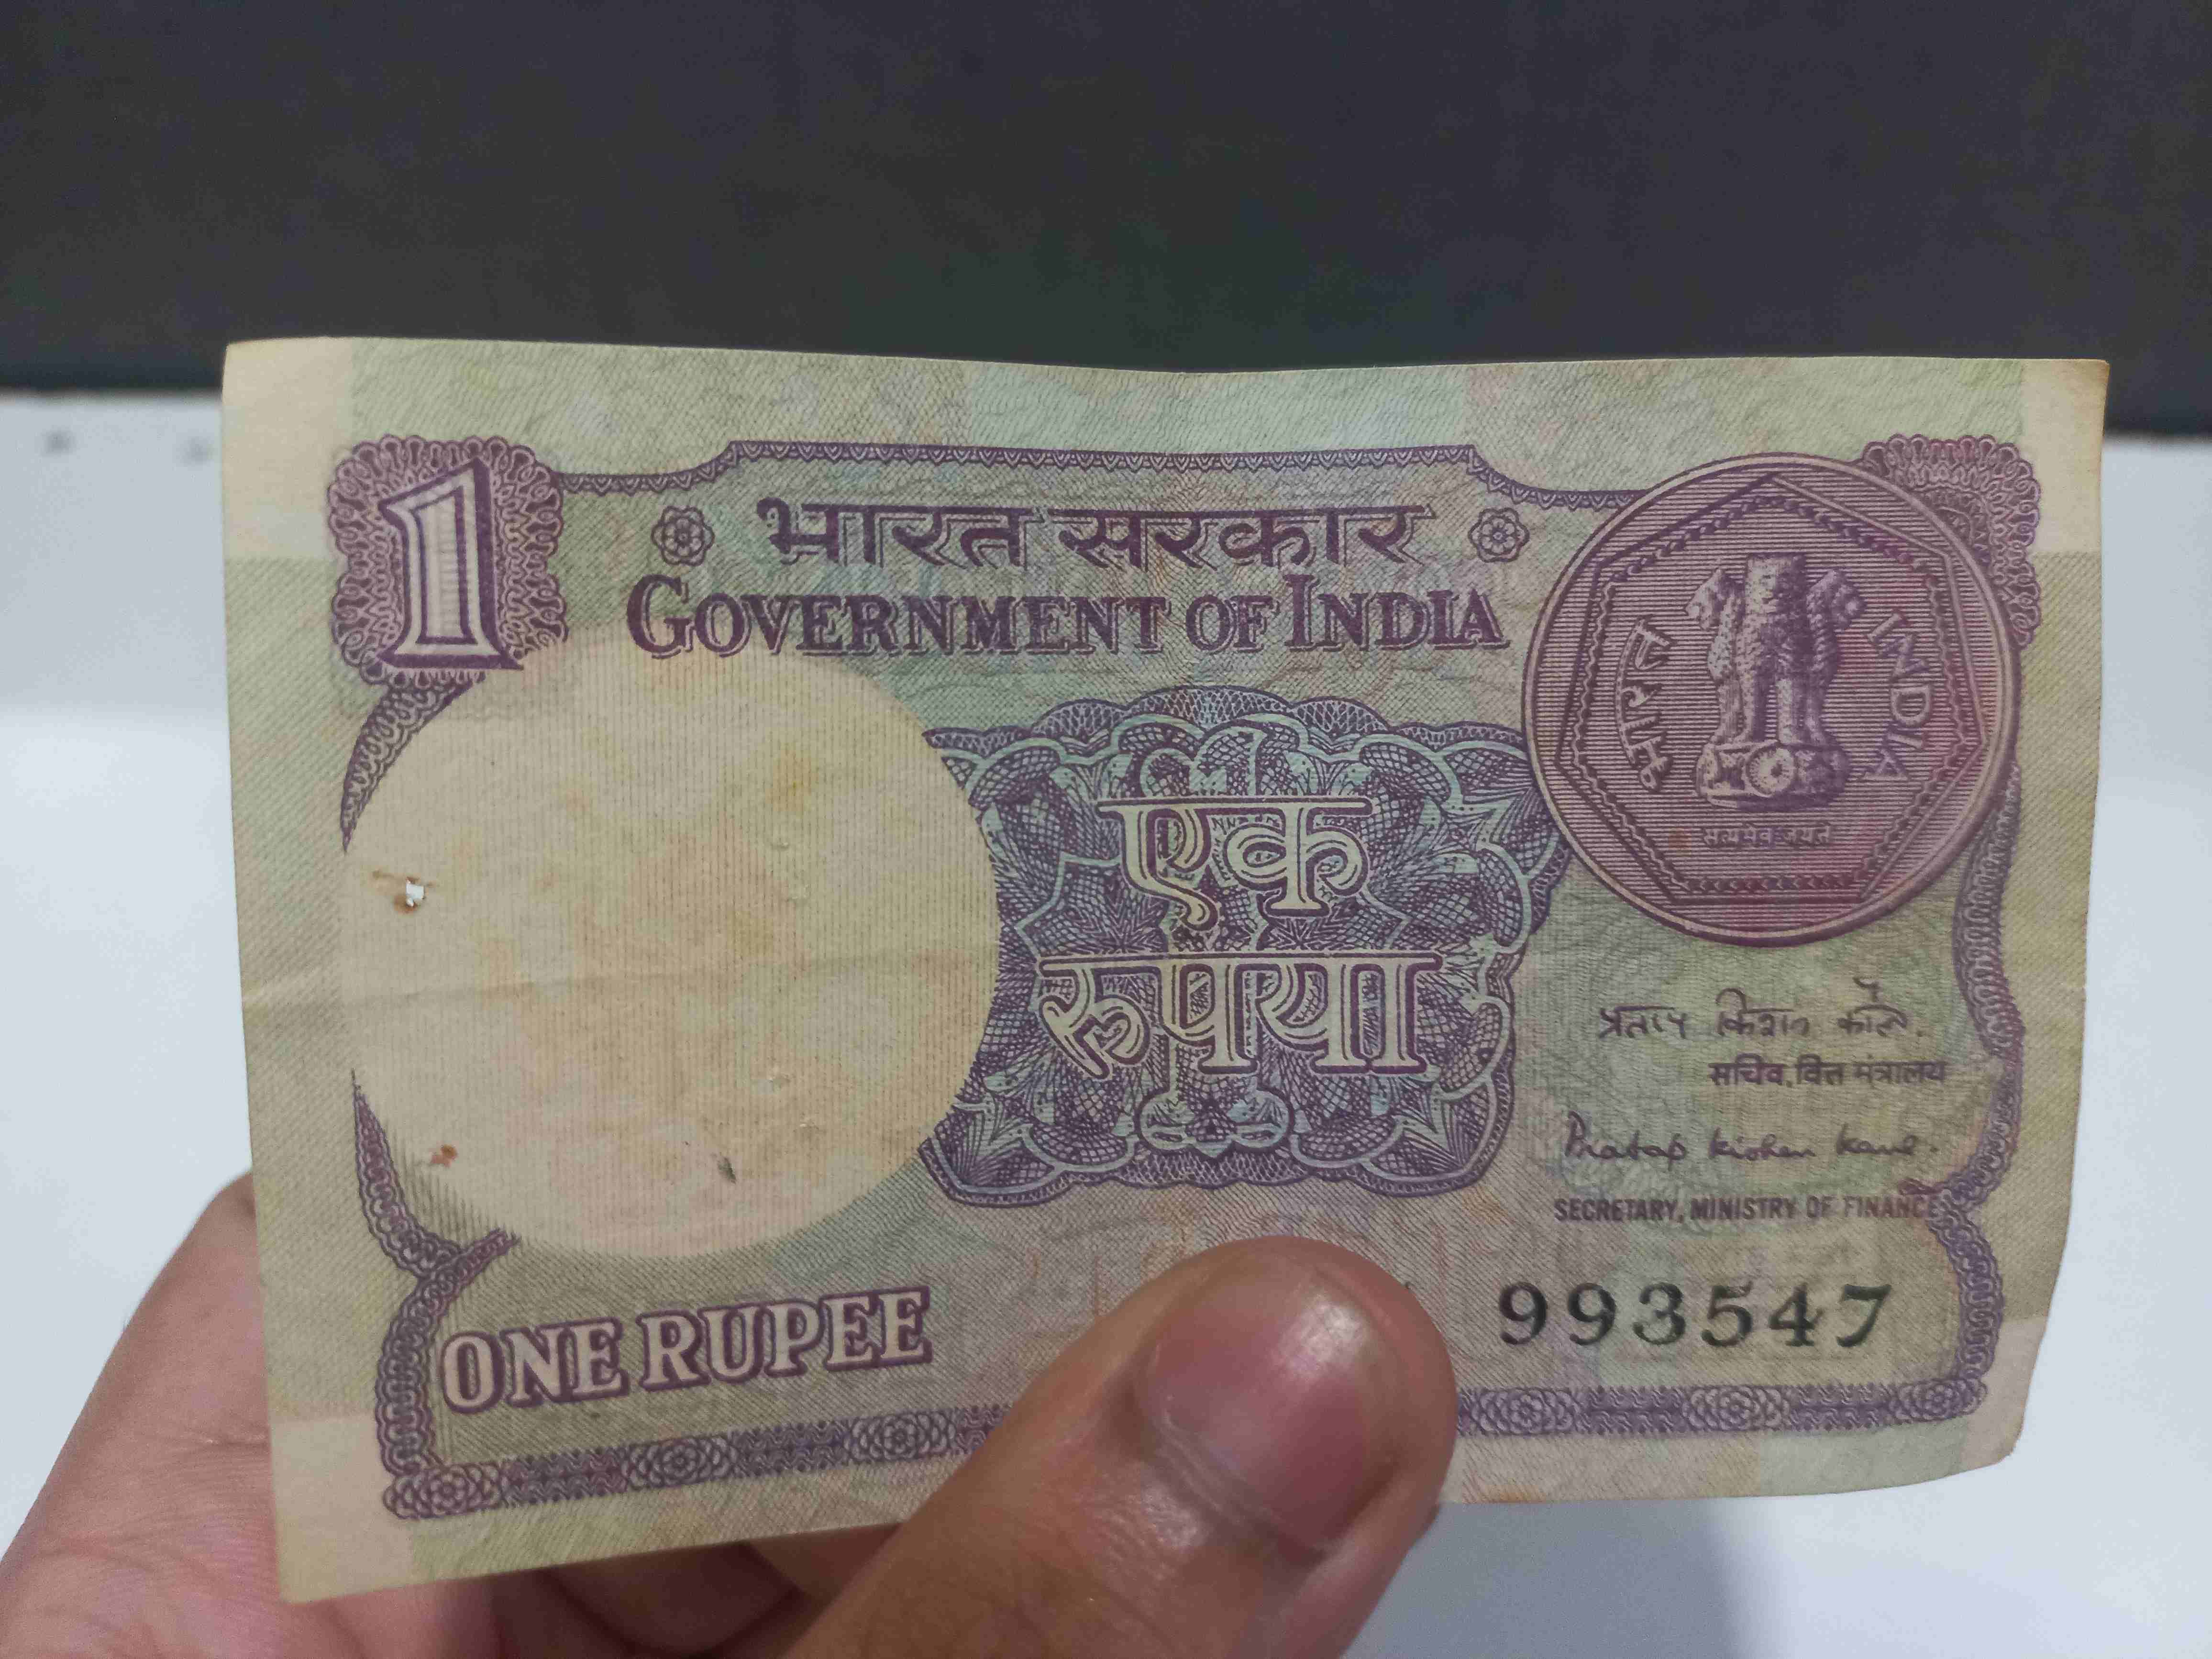 1
भारत सरकार
GOVERNMENT OF INDIA
भारत
INDIA
सत्यमेव जयते
एक
रुपया
प्रताप किशन कौल.
सचिव, वित्त मंत्रालय
Pratap Kishen Kaul.
SECRETARY, MINISTRY OF FINANCE
ONE RUPEE
993547